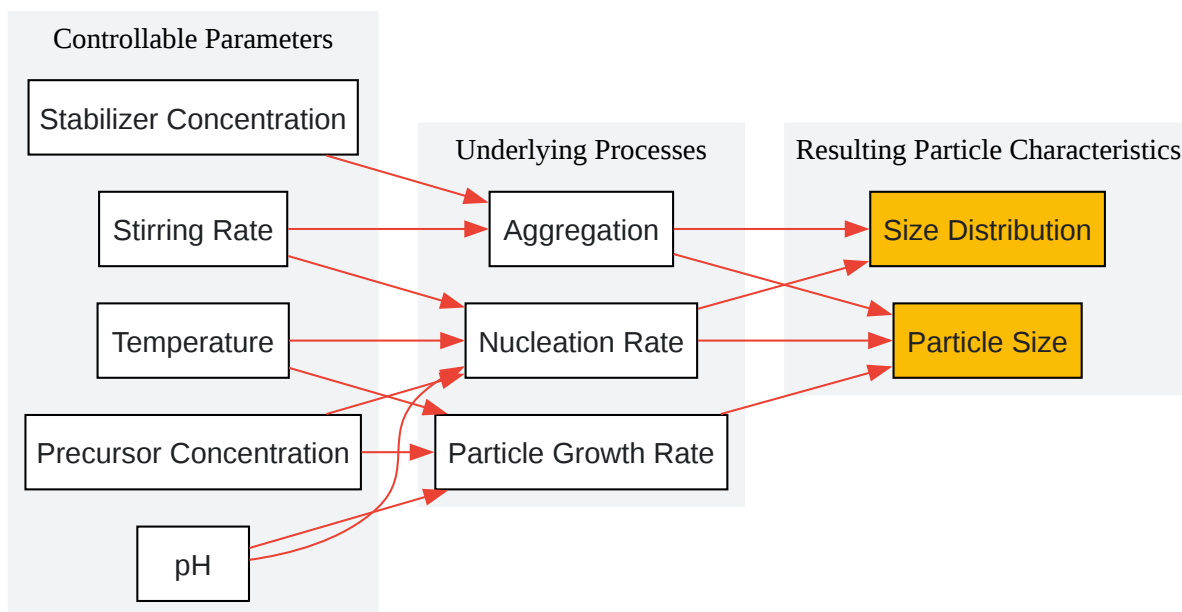 Controllable Parameters
Stabilizer Concentration
Stirring Rate
Temperature
Precursor Concentration
pH
Underlying Processes
Aggregation
Nucleation Rate
Particle Growth Rate
Resulting Particle Characteristics
Size Distribution
Particle Size